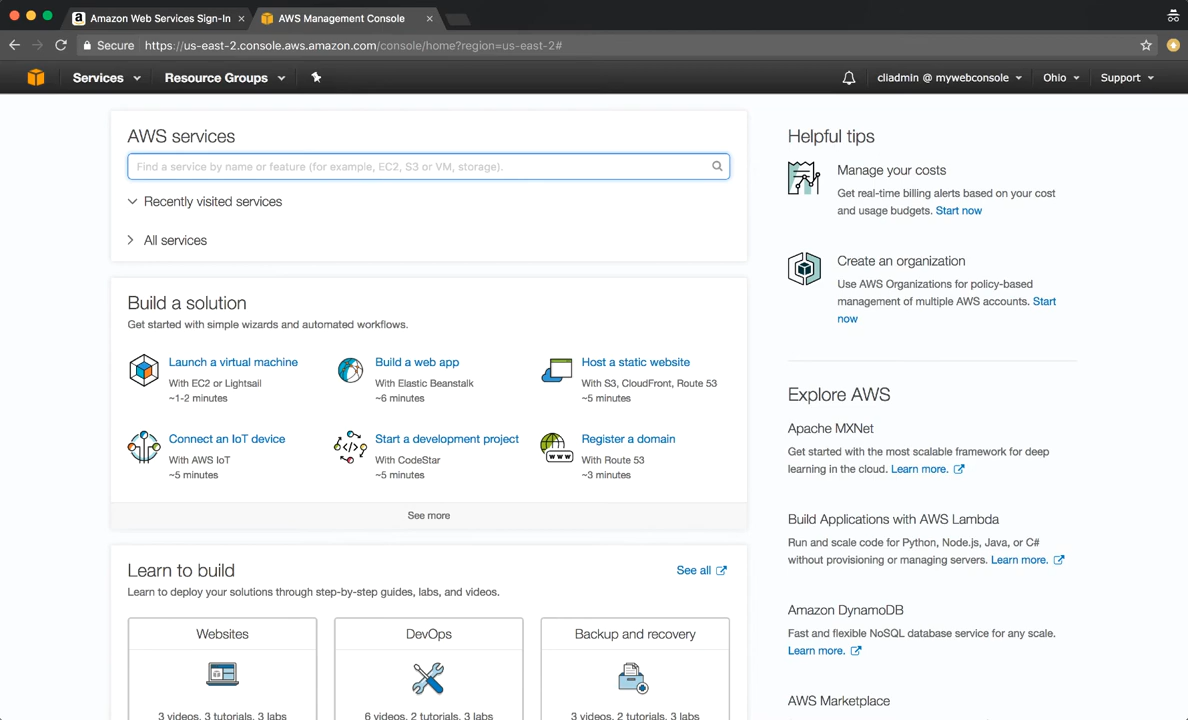 Amazon Web Services Sign-In
AWS Management Console
Secure
https://us-east-2.console.aws.amazon.com/console/home?region=us-east-2#
Services
Resource Groups
cliadmin @ mywebconsole
Ohio
Support
AWS services
Find a service by name or feature (for example, EC2, S3 or VM, storage).
Recently visited services
All services
Build a solution
Get started with simple wizards and automated workflows.
Launch a virtual machine
With EC2 or Lightsail
~1-2 minutes
Build a web app
With Elastic Beanstalk
~6 minutes
Host a static website
With S3, CloudFront, Route 53
~5 minutes
Connect an IoT device
With AWS IoT
~5 minutes
Start a development project
With CodeStar
~5 minutes
Register a domain
With Route 53
~3 minutes
See more
Learn to build
See all
Learn to deploy your solutions through step-by-step guides, labs, and videos.
Websites
3 videos, 3 tutorials, 3 labs
DevOps
6 videos, 2 tutorials, 3 labs
Backup and recovery
3 videos, 2 tutorials, 3 labs
Helpful tips
Manage your costs
Get real-time billing alerts based on your cost
and usage budgets. Start now
Create an organization
Use AWS Organizations for policy-based
management of multiple AWS accounts. Start
now
Explore AWS
Apache MXNet
Get started with the most scalable framework for deep
learning in the cloud. Learn more.
Build Applications with AWS Lambda
Run and scale code for Python, Node.js, Java, or C#
without provisioning or managing servers. Learn more.
Amazon DynamoDB
Fast and flexible NoSQL database service for any scale.
Learn more.
AWS Marketplace